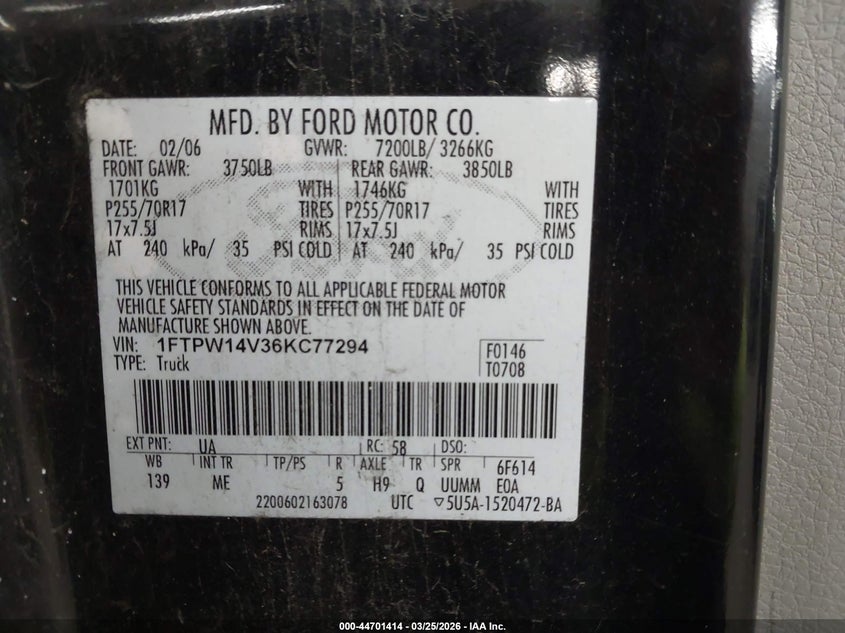 MFD. BY FORD MOTOR CO.
DATE: 02/06 GVWR: 7200LB/ 3266KG
FRONT GAWR: 3750LB REAR GAWR: 3850LB
1701KG WITH 1746KG WITH
P255/70R17 TIRES P255/70R17 TIRES
17x7.5J RIMS 17x7.5J RIMS
AT 240 kPa/ 35 PSI COLD AT 240 kPa/ 35 PSI COLD
THIS VEHICLE CONFORMS TO ALL APPLICABLE FEDERAL MOTOR
VEHICLE SAFETY STANDARDS IN EFFECT ON THE DATE OF
MANUFACTURE SHOWN ABOVE.
VIN: 1FTPW14V36KC77294 F0146
TYPE: Truck T0708
EXT PNT: UA RC: 58 DSO:
WB INT TR TP/PS R AXLE TR SPR 6F614
139 ME 5 H9 Q UUMM EOA
2200602163078 UTC ▽5U5A-1520472-BA
000-44701414 / 03/25/2026 - IAA Inc.